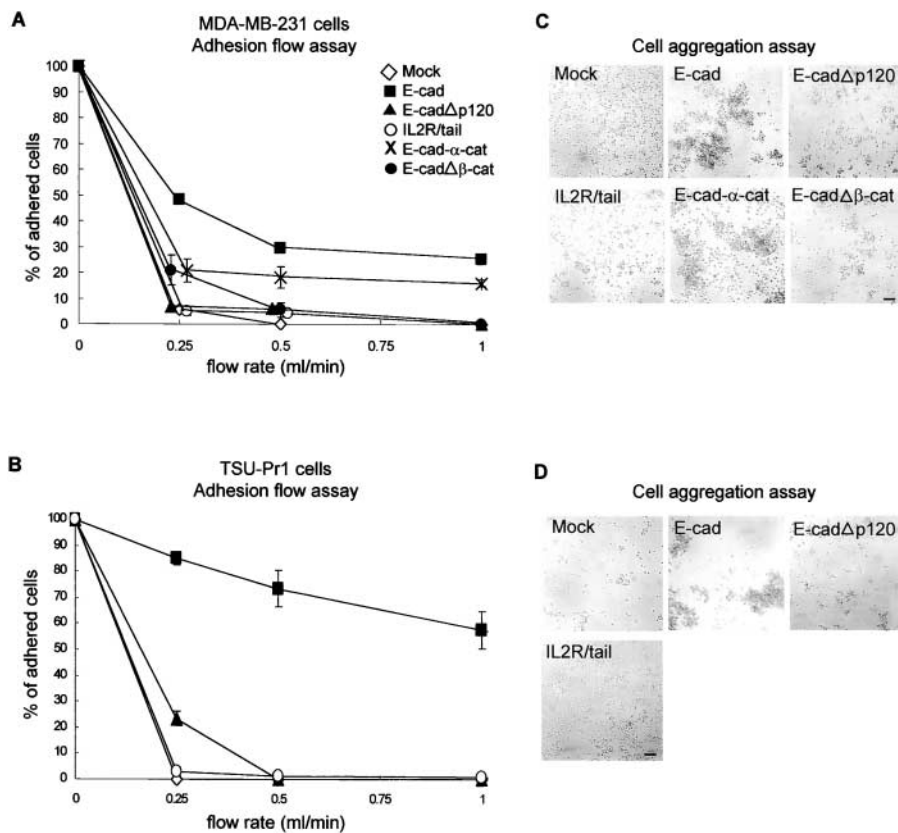 A
MDA-MB-231 cells
Adhesion flow assay
% of adhered cells
100
90
80
70
60
50
40
30
20
10
0
0
0.25
0.5
0.75
1
flow rate (ml/min)
Mock
E-cad
E-cadΔp120
IL2R/tail
E-cad-α-cat
E-cadΔβ-cat
C
Cell aggregation assay
Mock
E-cad
E-cadΔp120
IL2R/tail
E-cad-α-cat
E-cadΔβ-cat
B
TSU-Pr1 cells
Adhesion flow assay
% of adhered cells
100
90
80
70
60
50
40
30
20
10
0
0
0.25
0.5
0.75
1
flow rate (ml/min)
D
Cell aggregation assay
Mock
E-cad
E-cadΔp120
IL2R/tail